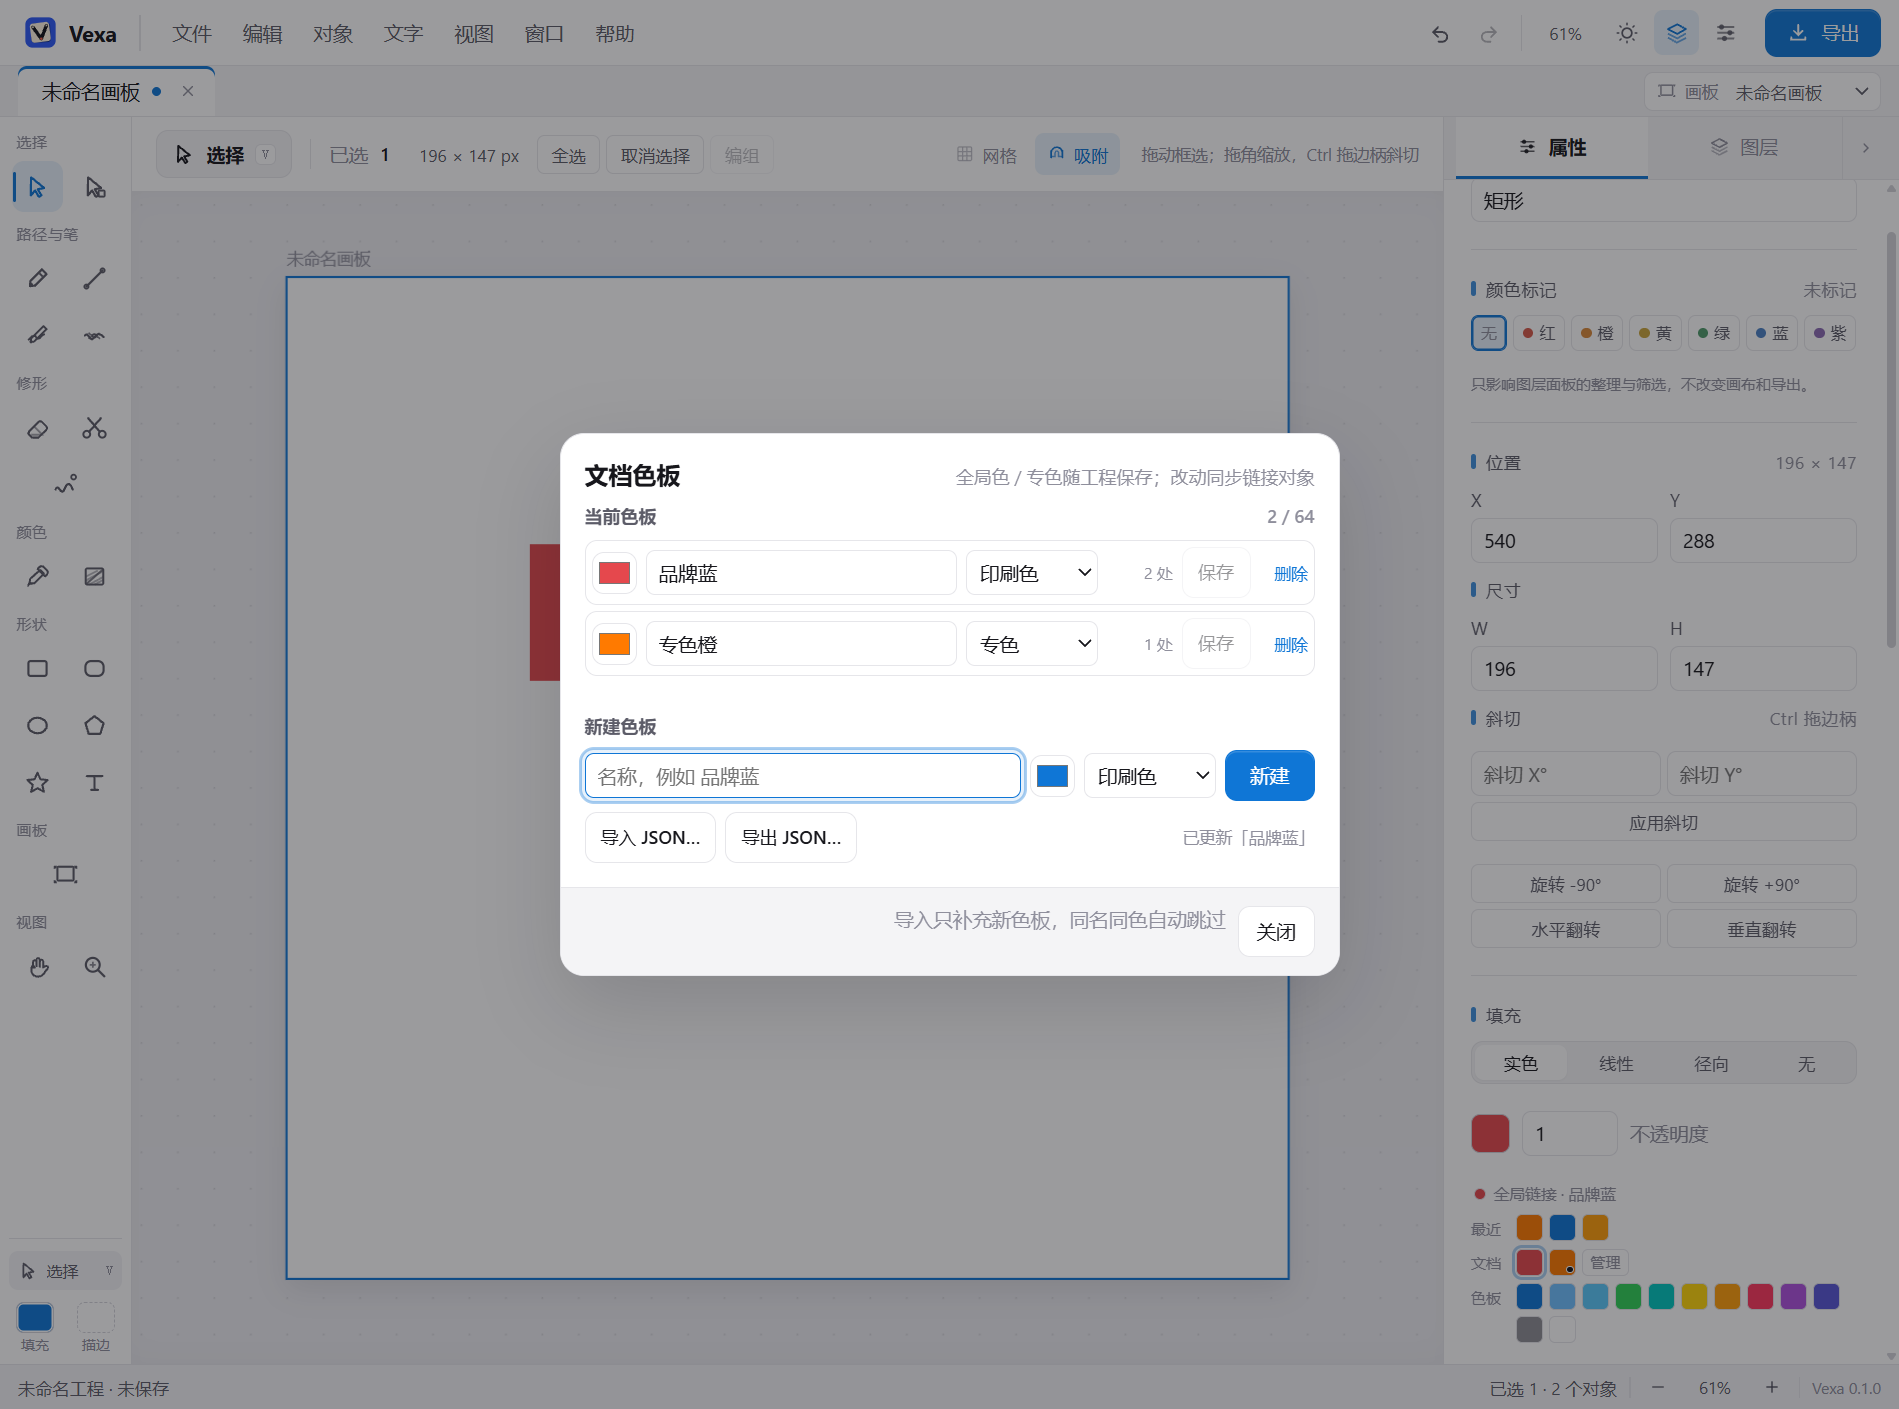 Vexa
文件 编辑 对象 文字 视图 窗口 帮助
61%
导出
未命名画板
画板 未命名画板
选择 V
已选 1
196 × 147 px
全选 取消选择 编组
网格 吸附
拖动框选；拖角缩放，Ctrl 拖边柄斜切
选择
路径与笔
修形
颜色
形状
画板
视图
选择 V
填充 描边
未命名画板
文档色板
全局色 / 专色随工程保存；改动同步链接对象
当前色板
2 / 64
品牌蓝 印刷色 2 处 保存 删除
专色橙 专色 1 处 保存 删除
新建色板
名称，例如 品牌蓝 印刷色 新建
导入 JSON... 导出 JSON...
已更新「品牌蓝」
导入只补充新色板，同名同色自动跳过
关闭
属性 图层
矩形
颜色标记 未标记
无 红 橙 黄 绿 蓝 紫
只影响图层面板的整理与筛选，不改变画布和导出。
位置 196 × 147
X Y
540 288
尺寸
W H
196 147
斜切 Ctrl 拖边柄
斜切 X° 斜切 Y°
应用斜切
旋转 -90° 旋转 +90°
水平翻转 垂直翻转
填充
实色 线性 径向 无
1 不透明度
全局链接 · 品牌蓝
最近
文档 管理
色板
未命名工程 · 未保存
已选 1 · 2 个对象
61%
Vexa 0.1.0